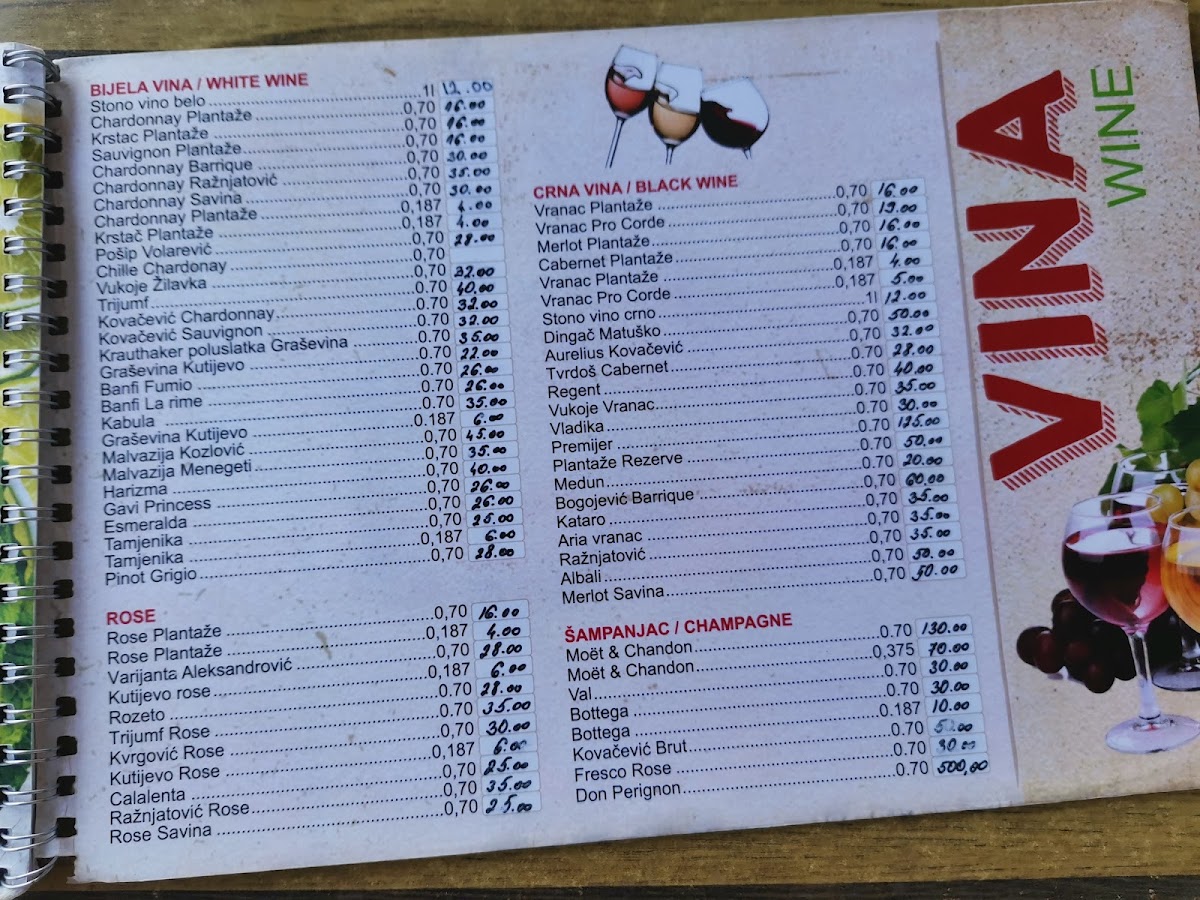 BIJELA VINA / WHITE WINE
Stono vino belo 1l 12.00
Chardonnay Plantaže 0,70 16.00
Krstac Plantaže 0,70 16.00
Sauvignon Plantaže 0,70 16.00
Chardonnay Barrique 0,70 30.00
Chardonnay Ražnjatović 0,70 35.00
Chardonnay Savina 0,70 30.00
Chardonnay Plantaže 0,187 4.00
Krstač Plantaže 0,187 4.00
Pošip Volarević 0,70 28.00
Chille Chardonay 0,70
Vukoje Žilavka 0,70 32.00
Trijumf 0.70 40.00
Kovačević Chardonnay 0.70 32.00
Kovačević Sauvignon 0.70 32.00
Krauthaker poluslatka Graševina 0.70 35.00
Graševina Kutijevo 0.70 22.00
Banfi Fumio 0.70 26.00
Banfi La rime 0.70 26.00
Kabula 0.70 35.00
Graševina Kutijevo 0.187 6.00
Malvazija Kozlović 0,70 45.00
Malvazija Menegeti 0,70 35.00
Harizma 0,70 40.00
Gavi Princess 0,70 26.00
Esmeralda 0,70 26.00
Tamjenika 0,70 25.00
Tamjenika 0,187 6.00
Pinot Grigio 0,70 28.00
ROSE
Rose Plantaže 0,70 16.00
Rose Plantaže 0,187 4.00
Varijanta Aleksandrović 0,70 28.00
Kutijevo rose 0,187 6.00
Rozeto 0.70 28.00
Trijumf Rose 0,70 35.00
Kvrgović Rose 0,70 30.00
Kutijevo Rose 0,187 6.00
Calalenta 0,70 25.00
Ražnjatović Rose 0,70 35.00
Rose Savina 0,70 25.00
CRNA VINA / BLACK WINE
Vranac Plantaže 0,70 16.00
Vranac Pro Corde 0,70 19.00
Merlot Plantaže 0,70 16.00
Cabernet Plantaže 0,70 16.00
Vranac Plantaže 0,187 4.00
Vranac Pro Corde 0,187 5.00
Stono vino crno 1l 12.00
Dingač Matuško 0,70 50.00
Aurelius Kovačević 0,70 32.00
Tvrdoš Cabernet 0,70 28.00
Regent 0.70 40.00
Vukoje Vranac 0.70 35.00
Vladika 0.70 30.00
Premijer 0.70 125.00
Plantaže Rezerve 0.70 50.00
Medun 0.70 20.00
Bogojević Barrique 0,70 60.00
Kataro 0,70 35.00
Aria vranac 0,70 35.00
Ražnjatović 0,70 35.00
Albali 0,70 50.00
Merlot Savina 0,70 50.00
ŠAMPANJAC / CHAMPAGNE
Moët & Chandon 0.70 130.00
Moët & Chandon 0,375 70.00
Val 0.70 30.00
Bottega 0.70 30.00
Bottega 0.187 10.00
Kovačević Brut 0.70 50.00
Fresco Rose 0.70 30.00
Don Perignon 0.70 500,00
VINA
WINE